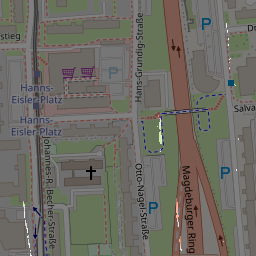 stieg
Hans-Grundig-Straße
P
P
Hanns-
Eisler-Platz
Hanns-
Eisler-Platz
Salva
Johannes-R.-Becher-Straße
Otto-Nagel-Straße
Magdeburger Ring
P
P